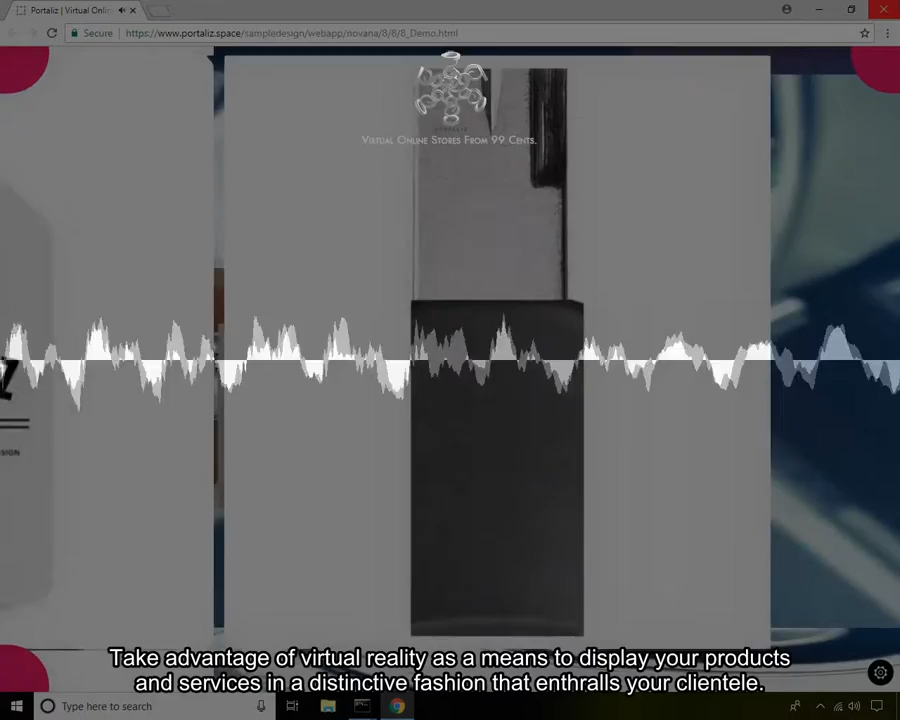 Portaliz | Virtual Onlin
Secure
https://www.portaliz.space/sampledesign/webapp/novana/8/8/8_Demo.html
Virtual Online Stores From 99 Cents.
SIGN
Take advantage of virtual reality as a means to display your products
and services in a distinctive fashion that enthralls your clientele.
Type here to search